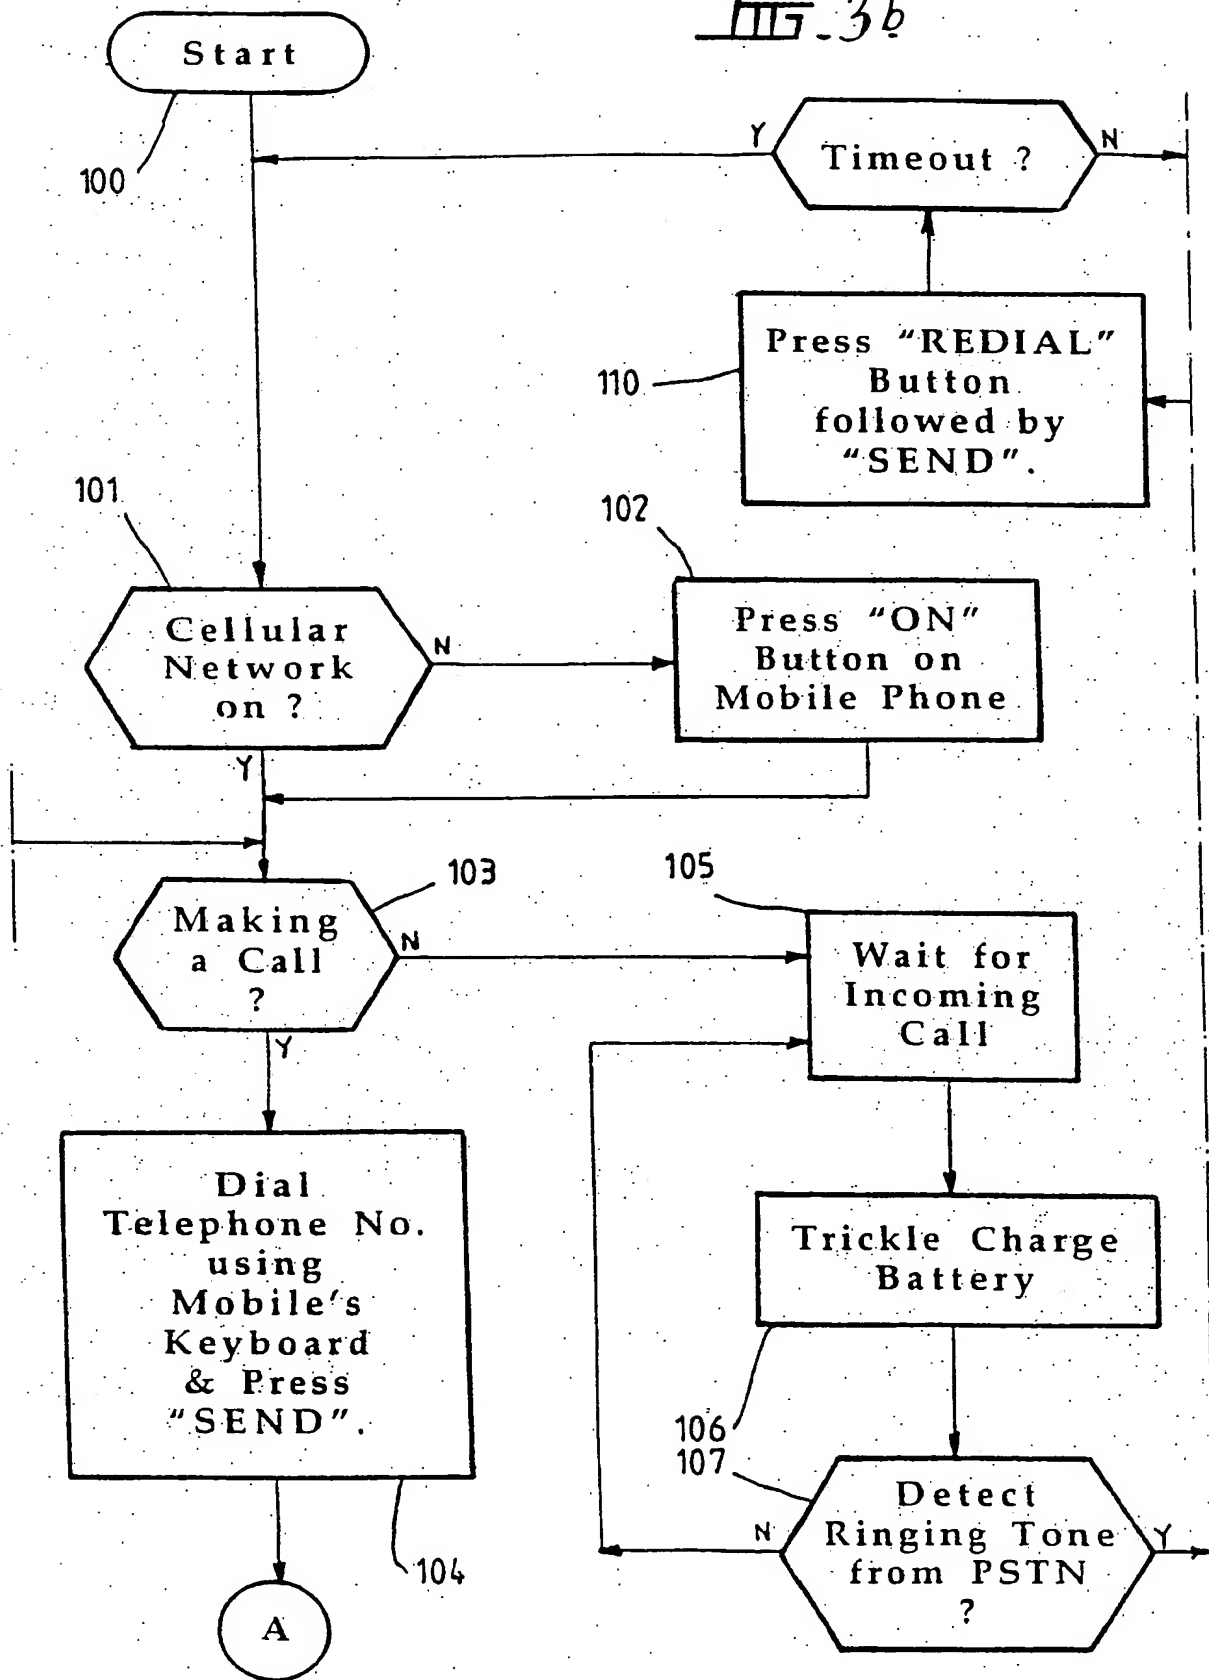 FIG_3b
Start
100
Y
Timeout ?
N
110
Press "REDIAL"
Button
followed by
"SEND".
101
Cellular
Network
on ?
N
Y
102
Press "ON"
Button on
Mobile Phone
103
Making
a Call
?
N
Y
105
Wait for
Incoming
Call
Dial
Telephone No.
using
Mobile's
Keyboard
& Press
"SEND".
104
Trickle Charge
Battery
106
107
Detect
Ringing Tone
from PSTN
?
N
Y
A